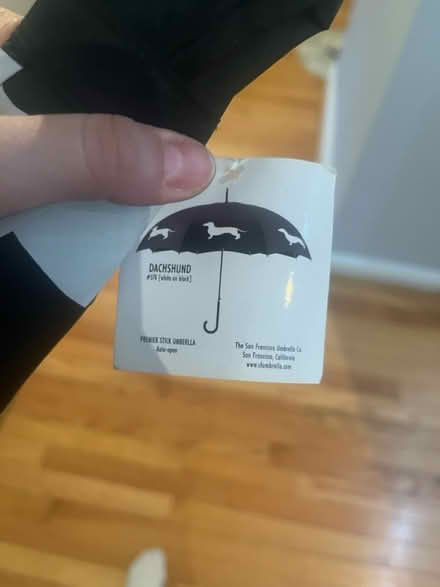 DACHSHUND
#576 [white on black]
PREMIER STICK UMBRELLA
Auto-open
The San Francisco Umbrella Co
San Francisco, California
www.sfumbrella.com